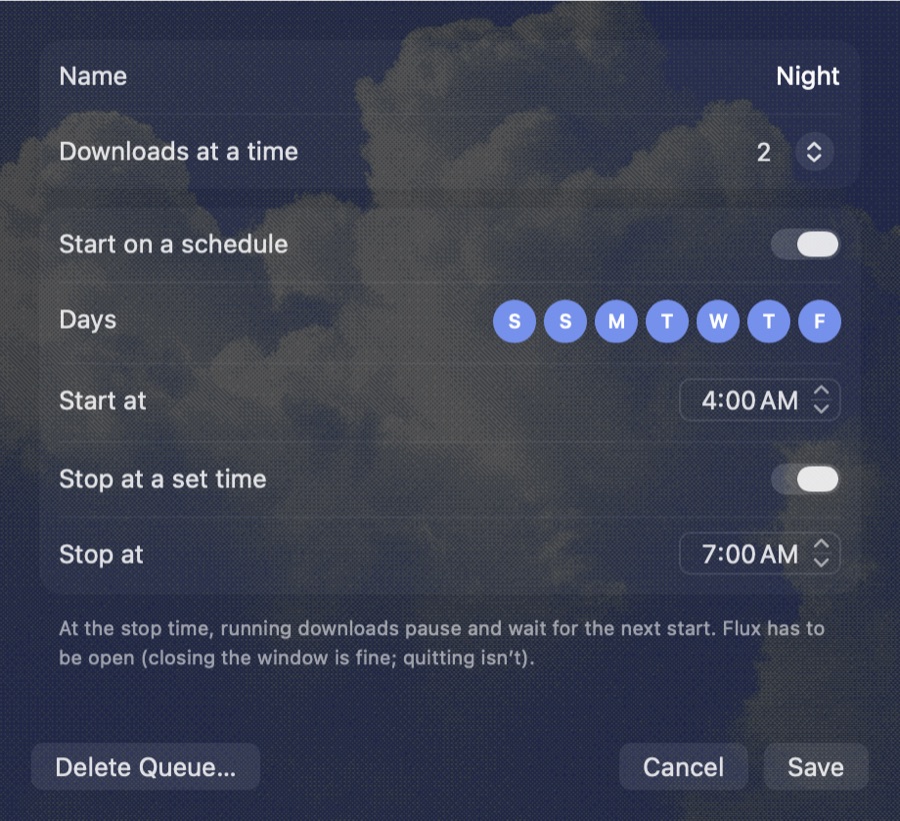 Name Night
Downloads at a time 2
Start on a schedule
Days S S M T W T F
Start at 4:00 AM
Stop at a set time
Stop at 7:00 AM
At the stop time, running downloads pause and wait for the next start. Flux has to
be open (closing the window is fine; quitting isn’t).
Delete Queue... Cancel Save